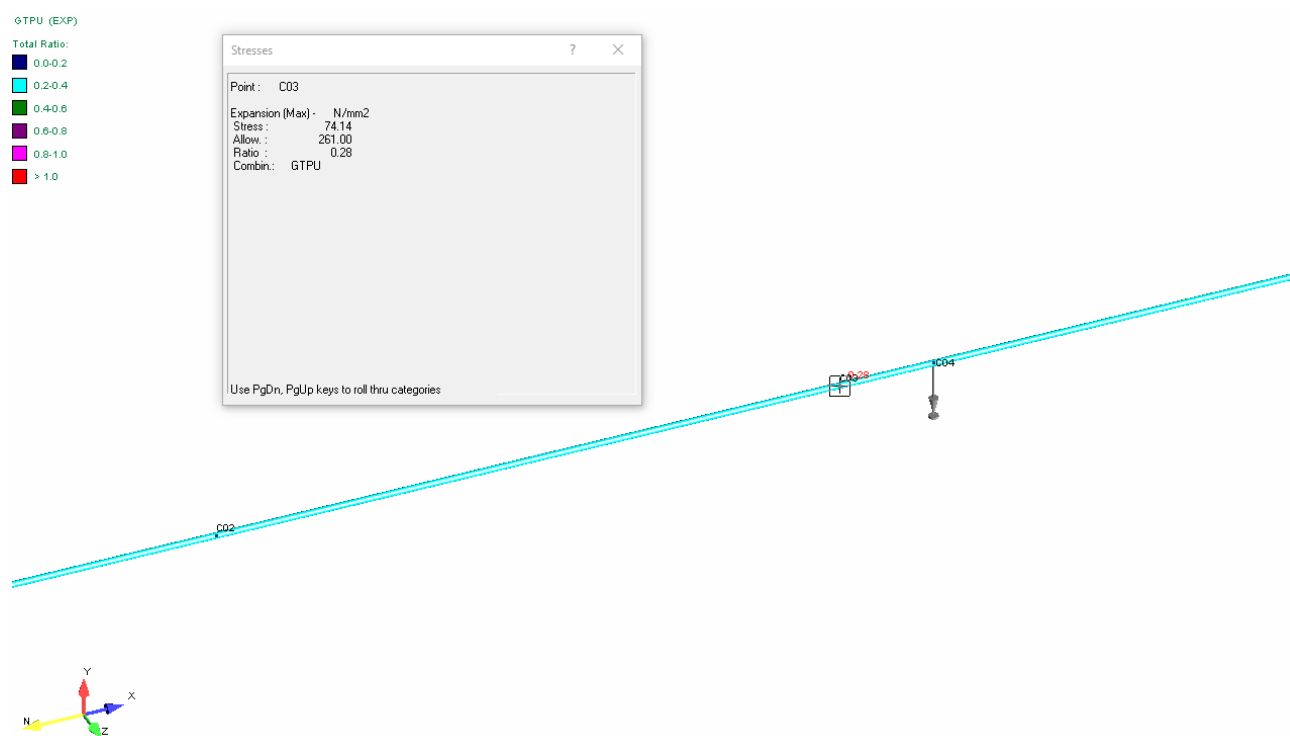 GTPU (EXP)
Total Ratio:
0.0-0.2
0.2-0.4
0.4-0.6
0.6-0.8
0.8-1.0
> 1.0
Stresses ? ×
Point : C03
Expansion (Max) - N/mm2
Stress : 74.14
Allow. : 261.00
Ratio : 0.28
Combin.: GTPU
Use PgDn, PgUp keys to roll thru categories
C04
C03 0.28
C02
Y
X
N
Z